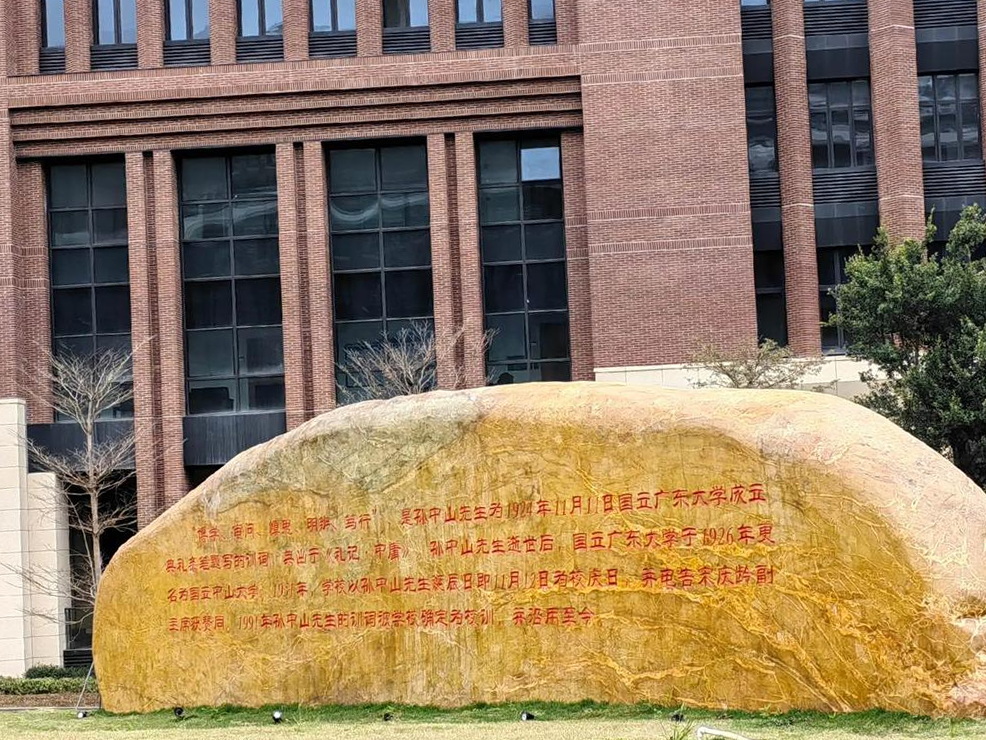 “博学、审问、慎思、明辨、笃行”，是孙中山先生为1924年11月11日国立广东大学成立
典礼亲笔题写的训词，典出于《礼记·中庸》。孙中山先生逝世后，国立广东大学于1926年更
名为国立中山大学。1951年，学校以孙中山先生诞辰日即11月12日为校庆日，并电告宋庆龄副
主席获赞同。1991年孙中山先生的训词被学校确定为校训，并沿用至今。